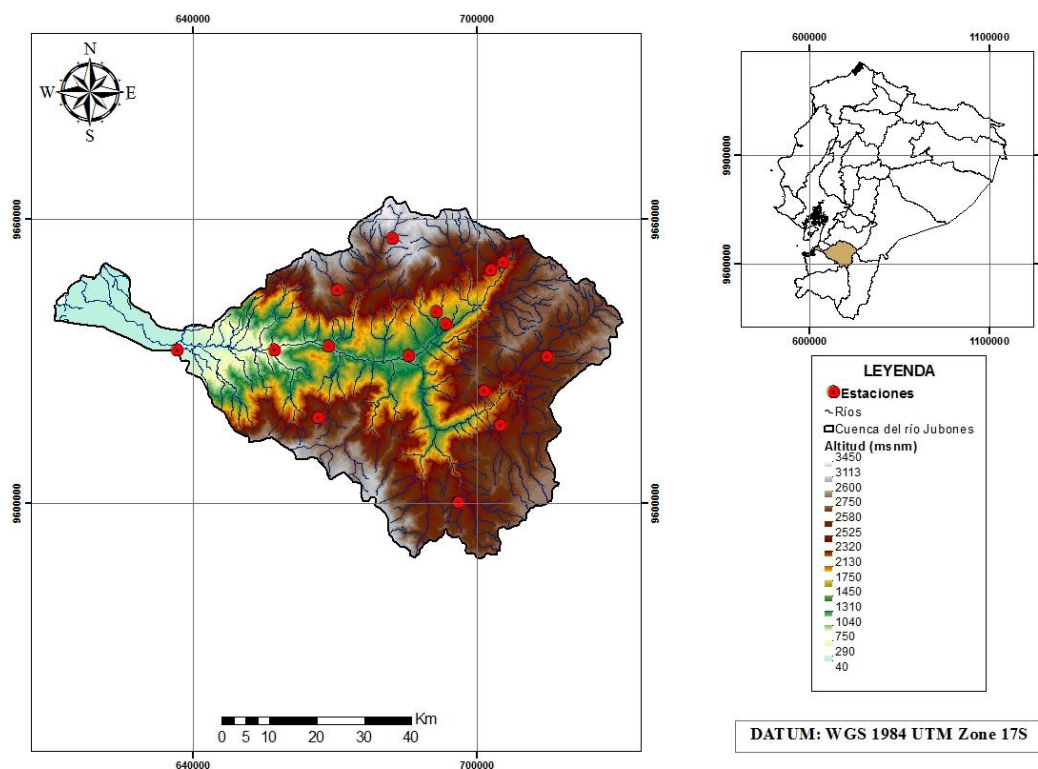 640000
700000
N
W
E
S
9660000
9660000
9600000
9600000
Km
0 5 10 20 30 40
640000
700000
600000
1100000
9900000
9900000
9600000
9600000
600000
1100000
LEYENDA
Estaciones
Ríos
Cuenca del río Jubones
Altitud (msnm)
3450
3113
2600
2750
2580
2525
2320
2130
1750
1450
1310
1040
750
290
40
DATUM: WGS 1984 UTM Zone 17S